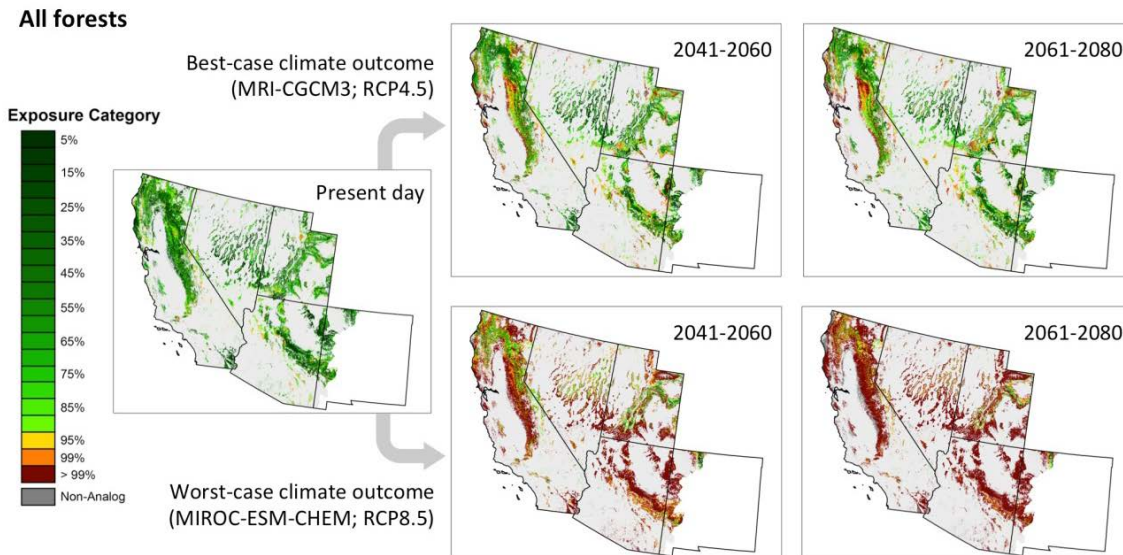 All forests
Best-case climate outcome
(MRI-CGCM3; RCP4.5)
2041-2060
2061-2080
Exposure Category
5%
15%
25%
35%
45%
55%
65%
75%
85%
95%
99%
> 99%
Non-Analog
Present day
Worst-case climate outcome
(MIROC-ESM-CHEM; RCP8.5)
2041-2060
2061-2080